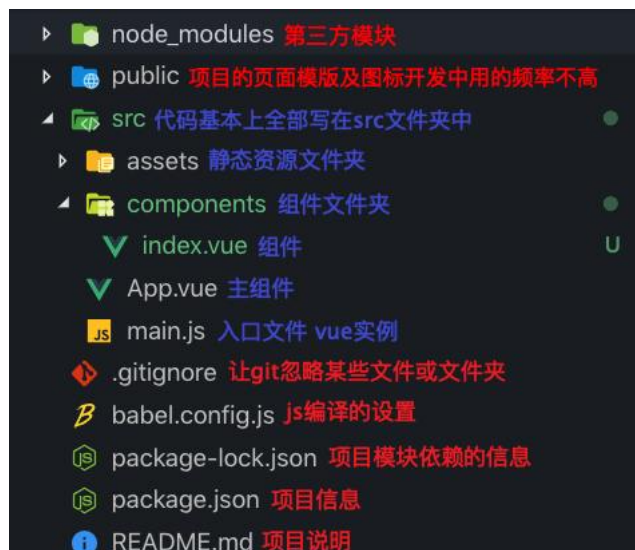 node_modules 第三方模块
public 项目的页面模版及图标开发中用的频率不高
src 代码基本上全部写在src文件夹中
assets 静态资源文件夹
components 组件文件夹
index.vue 组件 U
App.vue 主组件
JS main.js 入口文件 vue实例
.gitignore 让git忽略某些文件或文件夹
babel.config.js js编译的设置
package-lock.json 项目模块依赖的信息
package.json 项目信息
README.md 项目说明